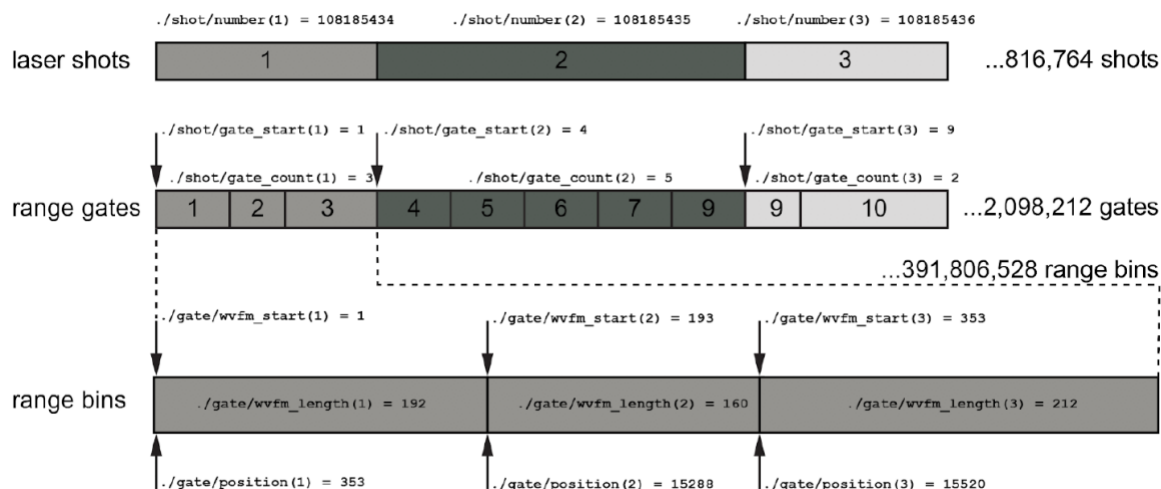 ./shot/number(1) = 108185434 ./shot/number(2) = 108185435 ./shot/number(3) = 108185436
laser shots 1 2 3 ...816,764 shots
./shot/gate_start(1) = 1 ./shot/gate_start(2) = 4 ./shot/gate_start(3) = 9
./shot/gate_count(1) = 3 ./shot/gate_count(2) = 5 ./shot/gate_count(3) = 2
range gates 1 2 3 4 5 6 7 9 9 10 ...2,098,212 gates
...391,806,528 range bins
./gate/wvfm_start(1) = 1 ./gate/wvfm_start(2) = 193 ./gate/wvfm_start(3) = 353
range bins ./gate/wvfm_length(1) = 192 ./gate/wvfm_length(2) = 160 ./gate/wvfm_length(3) = 212
./gate/position(1) = 353 ./gate/position(2) = 15288 ./gate/position(3) = 15520